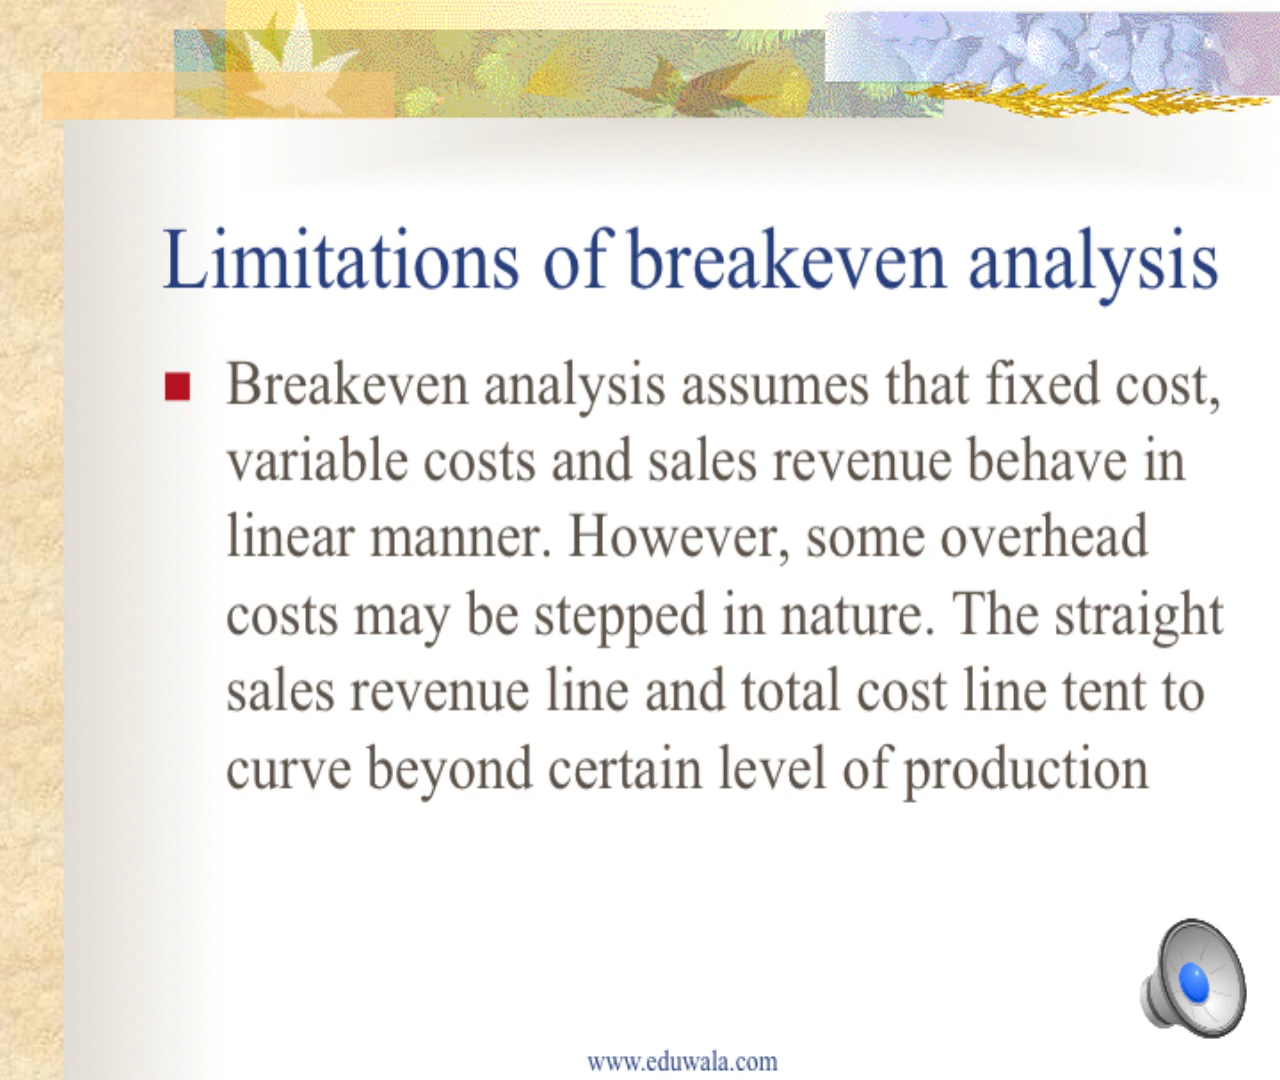 Limitations of breakeven analysis
Breakeven analysis assumes that fixed cost,
variable costs and sales revenue behave in
linear manner. However, some overhead
costs may be stepped in nature. The straight
sales revenue line and total cost line tent to
curve beyond certain level of production
www.eduwala.com